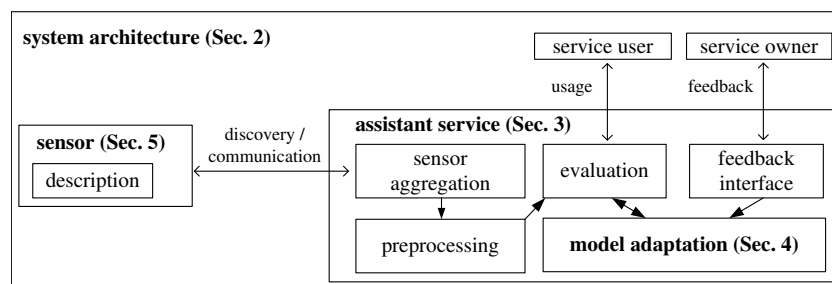 system architecture (Sec. 2)
service user
service owner
usage
feedback
sensor (Sec. 5)
description
discovery /
communication
assistant service (Sec. 3)
sensor
aggregation
evaluation
feedback
interface
preprocessing
model adaptation (Sec. 4)